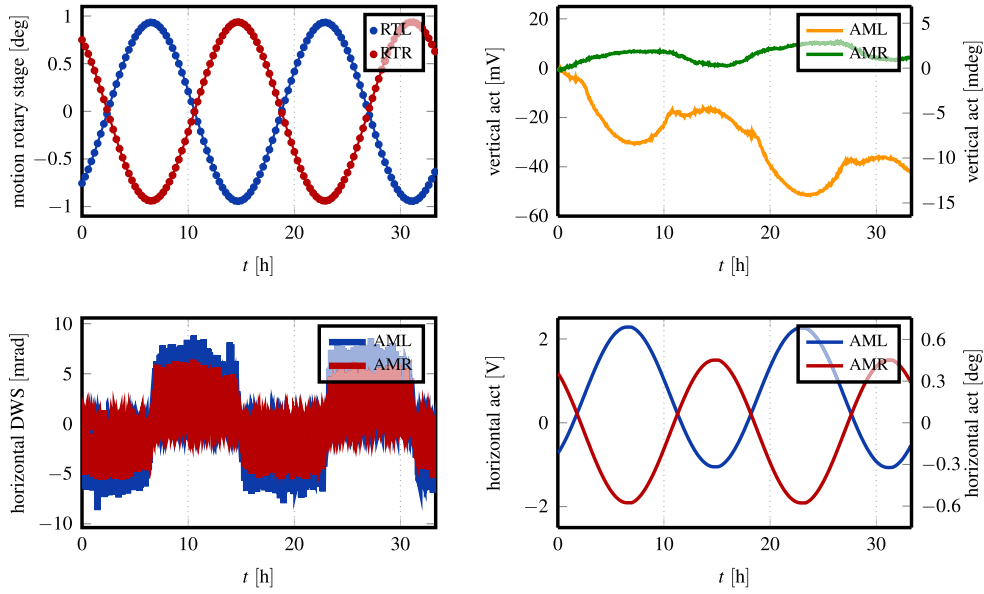 motion rotary stage [deg]
1
0.5
0
−0.5
−1
0
10
20
30
t [h]
RTL
RTR
vertical act [mV]
20
0
−20
−40
−60
0
10
20
30
t [h]
AML
AMR
5
0
−5
−10
−15
vertical act [mdeg]
horizontal DWS [mrad]
10
5
0
−5
−10
0
10
20
30
t [h]
AML
AMR
horizontal act [V]
2
0
−2
0
10
20
30
t [h]
AML
AMR
0.6
0.3
0
−0.3
−0.6
horizontal act [deg]